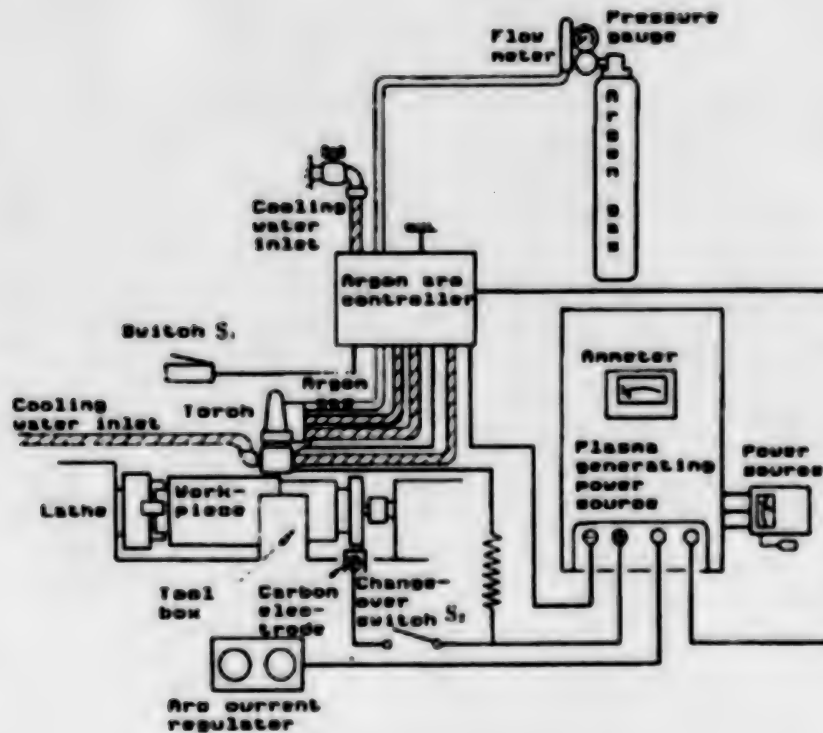 Pressure
gauge
Flow
meter
Argon gas
Cooling
water
inlet
Argon arc
controller
Switch S₁
Argon
gas
Cooling
water inlet
Torch
Ammeter
Plasma
generating
power
source
Power
source
Lathe
Work-
piece
Tool
box
Carbon
elec-
trode
Change-
over
switch S₂
Arc current
regulator